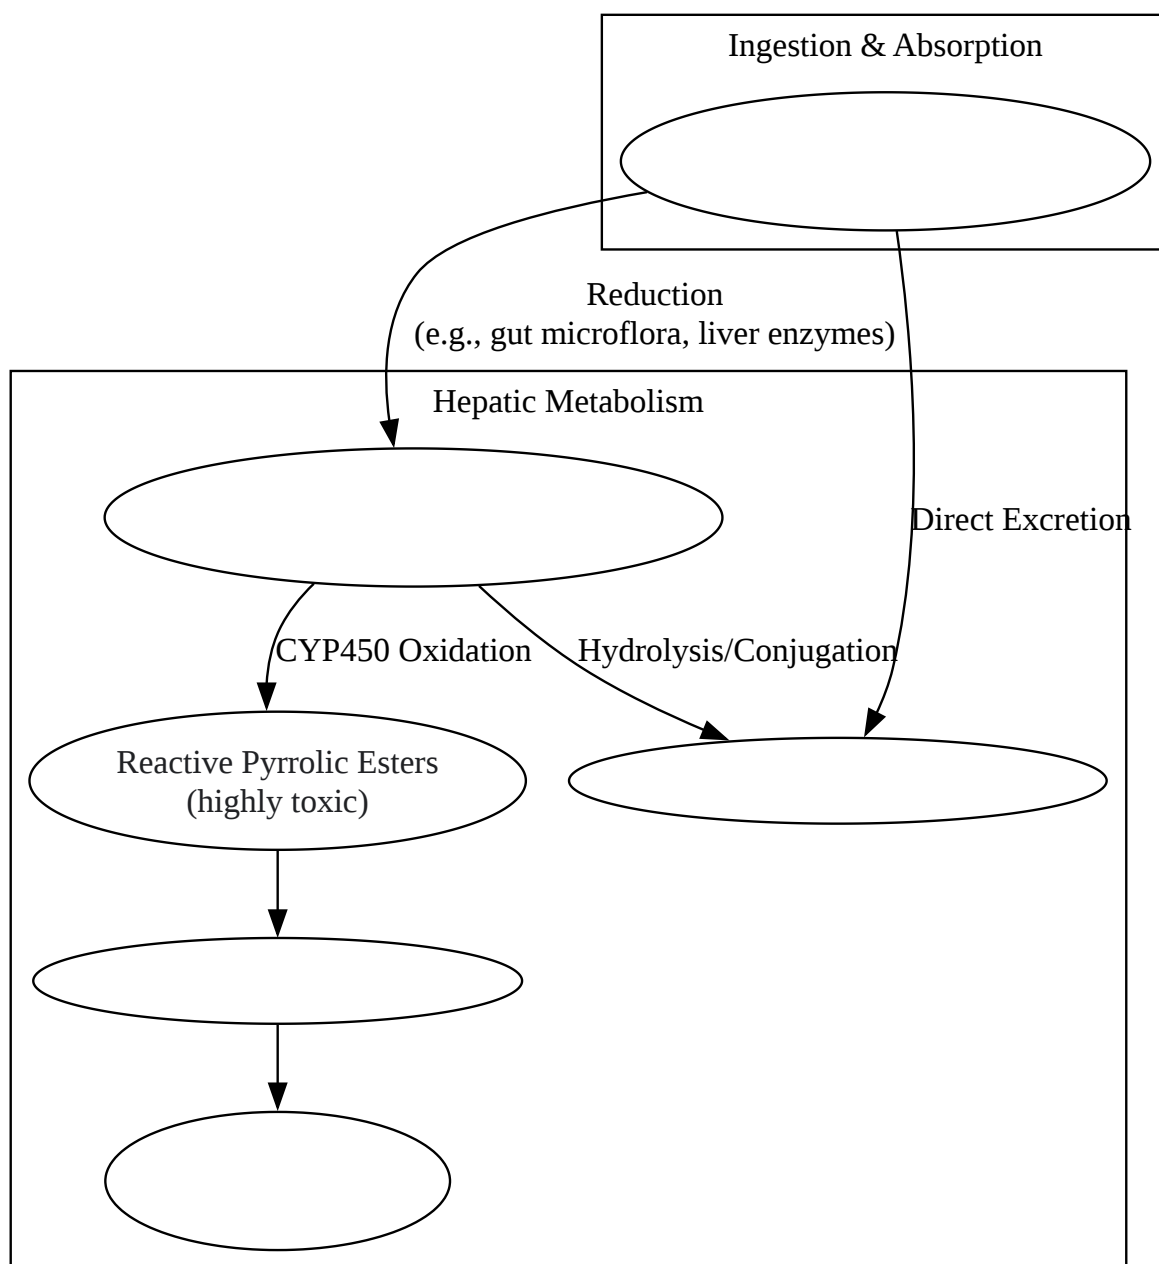 Ingestion & Absorption
Reduction
(e.g., gut microflora, liver enzymes)
Hepatic Metabolism
Direct Excretion
CYP450 Oxidation
Hydrolysis/Conjugation
Reactive Pyrrolic Esters
(highly toxic)